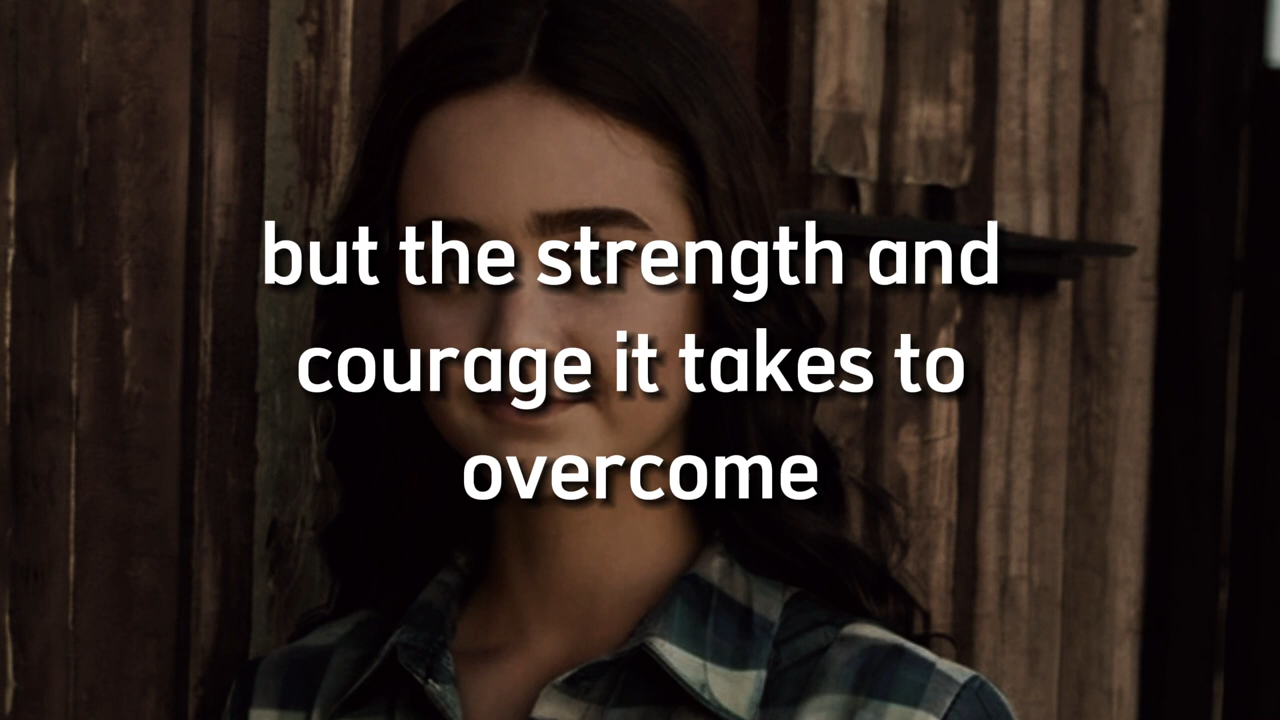 but the strength and
courage it takes to
overcome